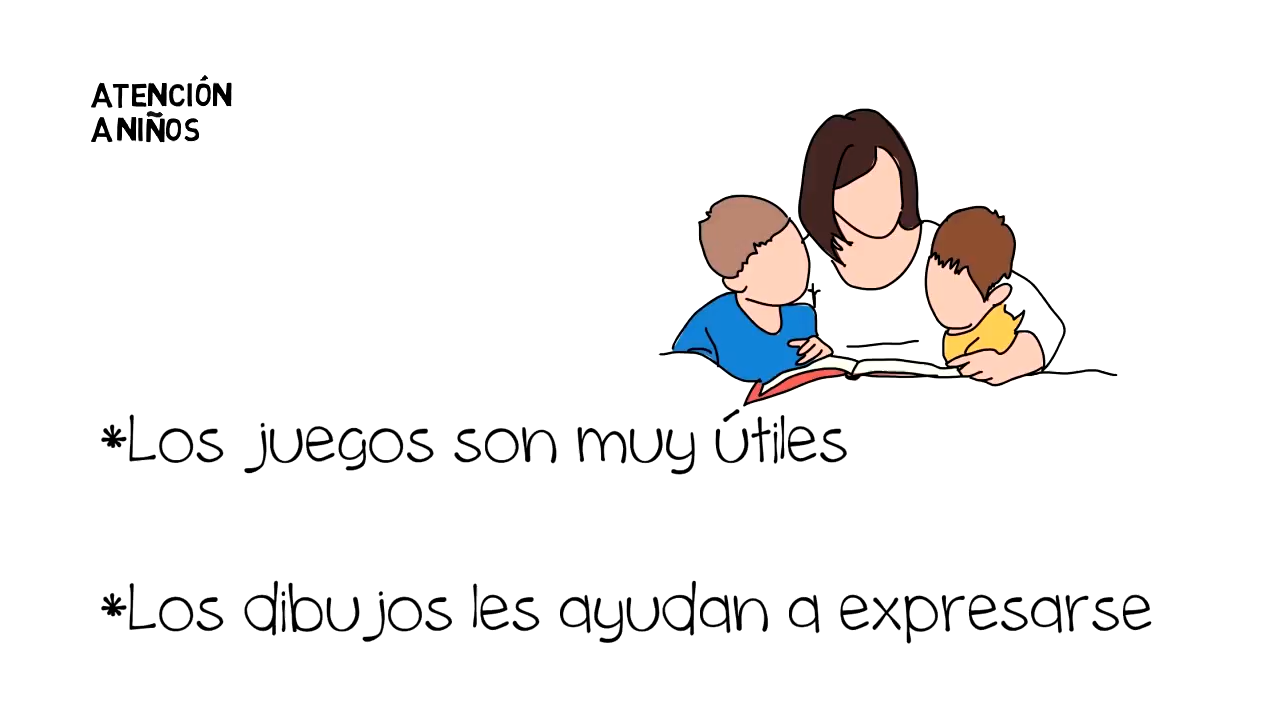 ATENCIÓN
A NIÑOS
*Los juegos son muy útiles
*Los dibujos les ayudan a expresarse